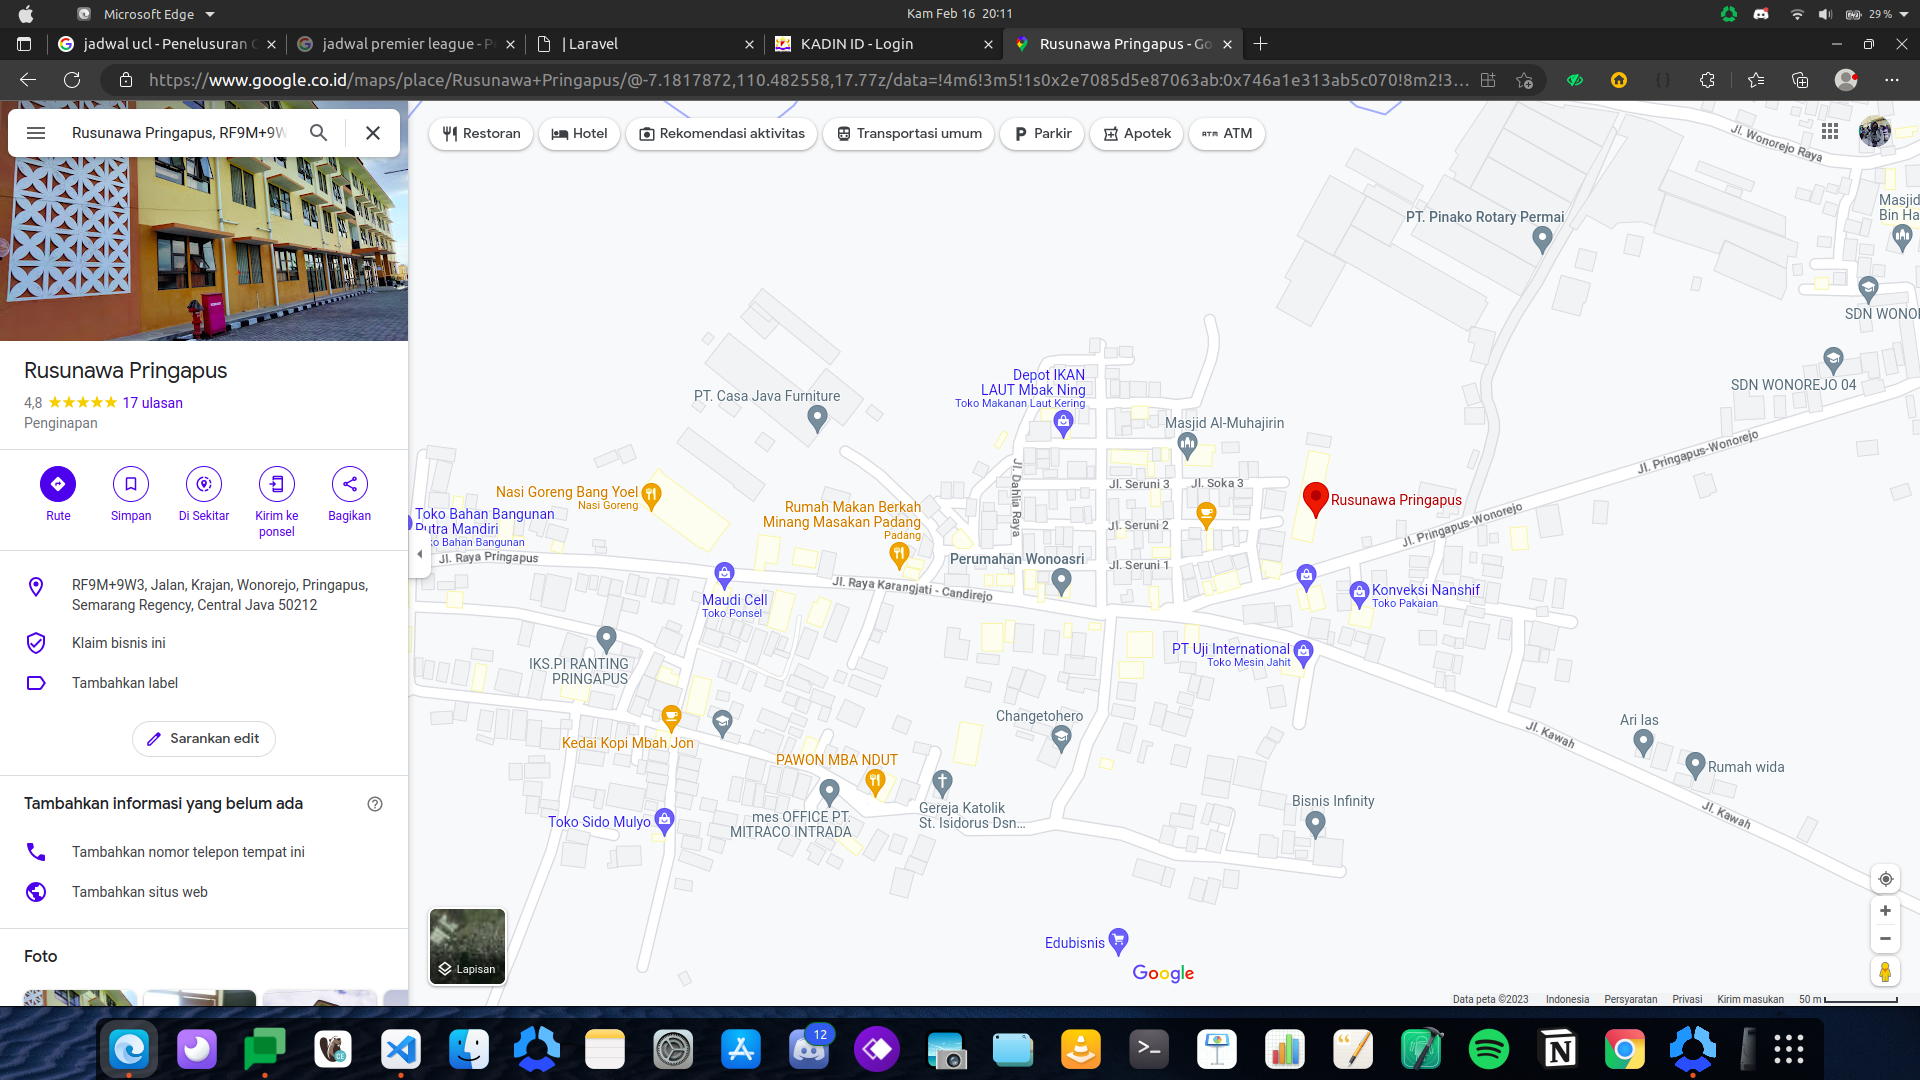 Microsoft Edge
Kam Feb 16 20:11
29 %
jadwal ucl - Penelusuran
jadwal premier league -
| Laravel
KADIN ID - Login
Rusunawa Pringapus - Go
https://www.google.co.id/maps/place/Rusunawa+Pringapus/@-7.1817872,110.482558,17.77z/data=!4m6!3m5!1s0x2e7085d5e87063ab:0x746a1e313ab5c070!8m2!3...
Rusunawa Pringapus, RF9M+9W
Restoran
Hotel
Rekomendasi aktivitas
Transportasi umum
Parkir
Apotek
ATM
Rusunawa Pringapus
4,8 17 ulasan
Penginapan
Rute
Simpan
Di Sekitar
Kirim ke
ponsel
Bagikan
RF9M+9W3, Jalan, Krajan, Wonorejo, Pringapus,
Semarang Regency, Central Java 50212
Klaim bisnis ini
Tambahkan label
Sarankan edit
Tambahkan informasi yang belum ada
Tambahkan nomor telepon tempat ini
Tambahkan situs web
Foto
Jl. Wonorejo Raya
Masjid
Bin Ha
PT. Pinako Rotary Permai
SDN WONOR
SDN WONOREJO 04
Depot IKAN
LAUT Mbak Ning
Toko Makanan Laut Kering
PT. Casa Java Furniture
Masjid Al-Muhajirin
Jl. Pringapus-Wonorejo
Jl. Dahlia Raya
Jl. Seruni 3
Jl. Soka 3
Nasi Goreng Bang Yoel
Nasi Goreng
Rusunawa Pringapus
Rumah Makan Berkah
Minang Masakan Padang
Padang
Toko Bahan Bangunan
Putra Mandiri
Bahan Bangunan
Jl. Seruni 2
Jl. Pringapus-Wonorejo
Jl. Raya Pringapus
Perumahan Wonoasri
Jl. Seruni 1
Jl. Raya Karangjati - Candirejo
Maudi Cell
Toko Ponsel
Konveksi Nanshif
Toko Pakaian
IKS.PI RANTING
PRINGAPUS
PT Uji International
Toko Mesin Jahit
Changetohero
Ari las
Jl. Kawah
Kedai Kopi Mbah Jon
PAWON MBA NDUT
Rumah wida
Gereja Katolik
St. Isidorus Dsn...
mes OFFICE PT.
MITRACO INTRADA
Toko Sido Mulyo
Bisnis Infinity
Jl. Kawah
Edubisnis
Lapisan
Google
Data peta ©2023
Indonesia
Persyaratan
Privasi
Kirim masukan
50 m
12